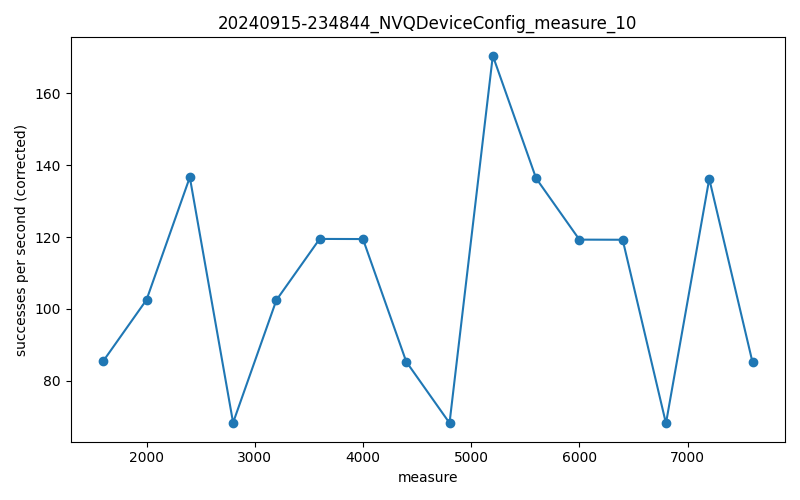 20240915-234844_NVQDeviceConfig_measure_10
successes per second (corrected)
160
140
120
100
80
2000 3000 4000 5000 6000 7000
measure